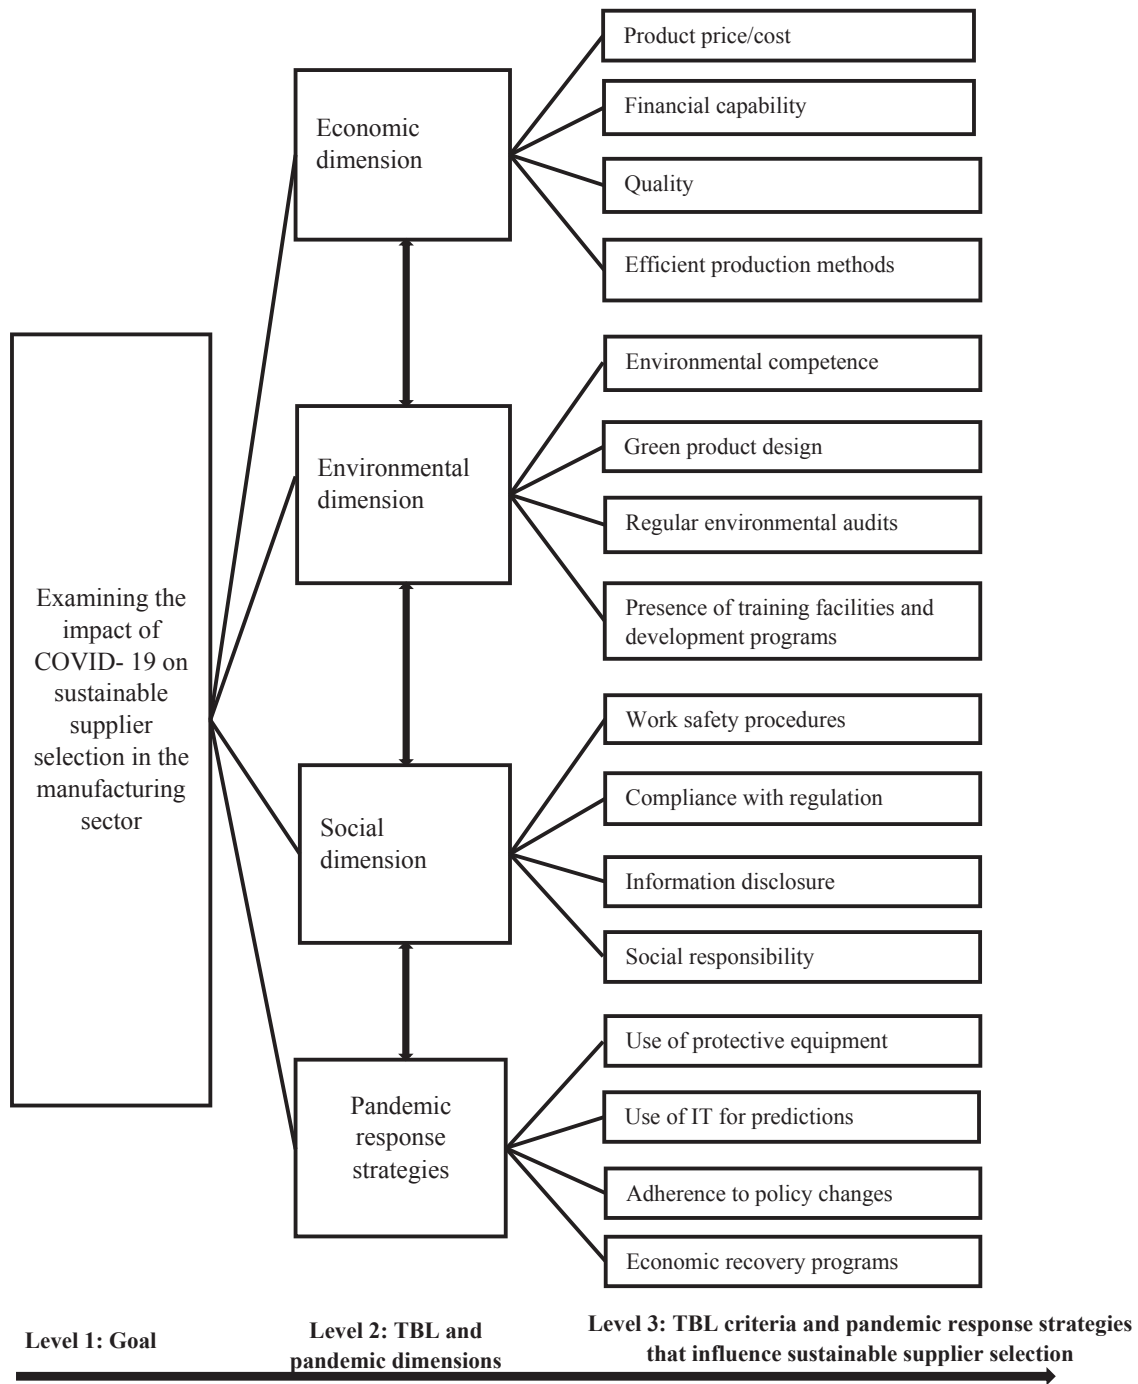 Examining the
impact of
COVID- 19 on
sustainable
supplier
selection in the
manufacturing
sector
Economic
dimension
Product price/cost
Financial capability
Quality
Efficient production methods
Environmental
dimension
Environmental competence
Green product design
Regular environmental audits
Presence of training facilities and
development programs
Social
dimension
Work safety procedures
Compliance with regulation
Information disclosure
Social responsibility
Pandemic
response
strategies
Use of protective equipment
Use of IT for predictions
Adherence to policy changes
Economic recovery programs
Level 1: Goal
Level 2: TBL and
pandemic dimensions
Level 3: TBL criteria and pandemic response strategies
that influence sustainable supplier selection